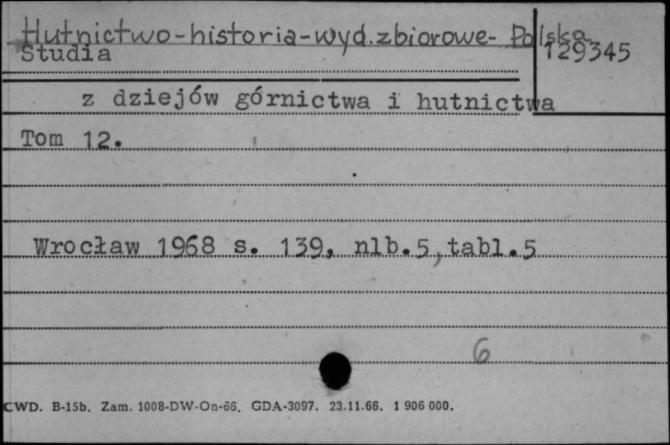 Hutnictwo-historia-wyd.zbiorowe- Polska
Studia
129345
z dziejów górnictwa i hutnictwa
Tom 12.
Wrocław 1968 s. 139, nlb.5,tabl.5
6
CWD. B-15b. Zam. 1008-DW-On-66. GDA-3097. 23.11.66. 1 906 000.